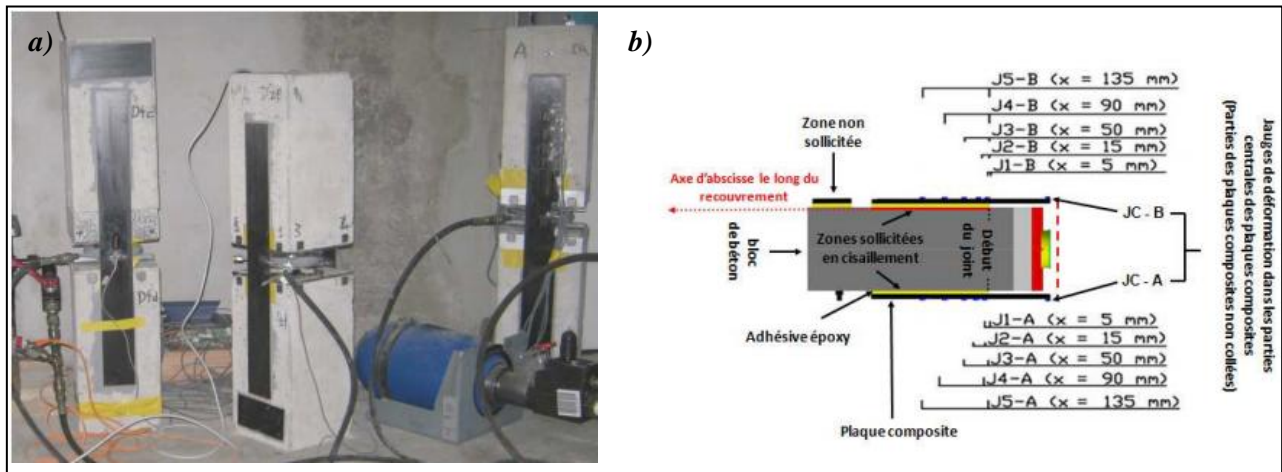 a)
b)
A
Dfd
Dfd
J5-B (x = 135 mm)
J4-B (x = 90 mm)
J3-B (x = 50 mm)
J2-B (x = 15 mm)
J1-B (x = 5 mm)
Zone non
sollicitée
Axe d'abscisse le long du
recouvrement
bloc
de béton
Zones sollicitées
en cisaillement
Début
du joint
JC - B
JC - A
Jauges de déformation dans les parties
centrales des plaques composites
(Parties des plaques composites non collées)
Adhésive époxy
J1-A (x = 5 mm)
J2-A (x = 15 mm)
J3-A (x = 50 mm)
J4-A (x = 90 mm)
J5-A (x = 135 mm)
Plaque composite